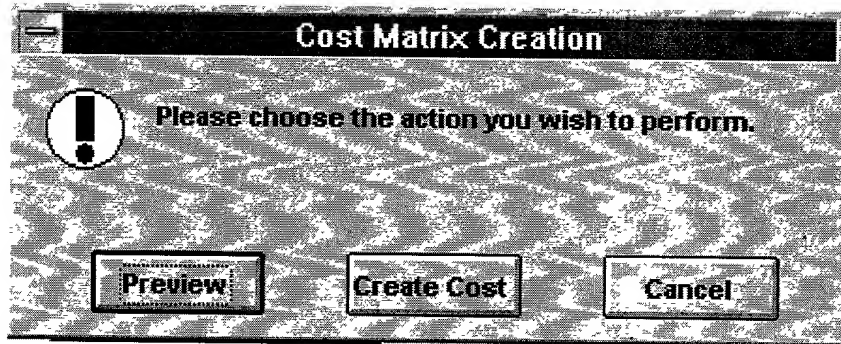 Cost Matrix Creation
Please choose the action you wish to perform.
Preview Create Cost Cancel